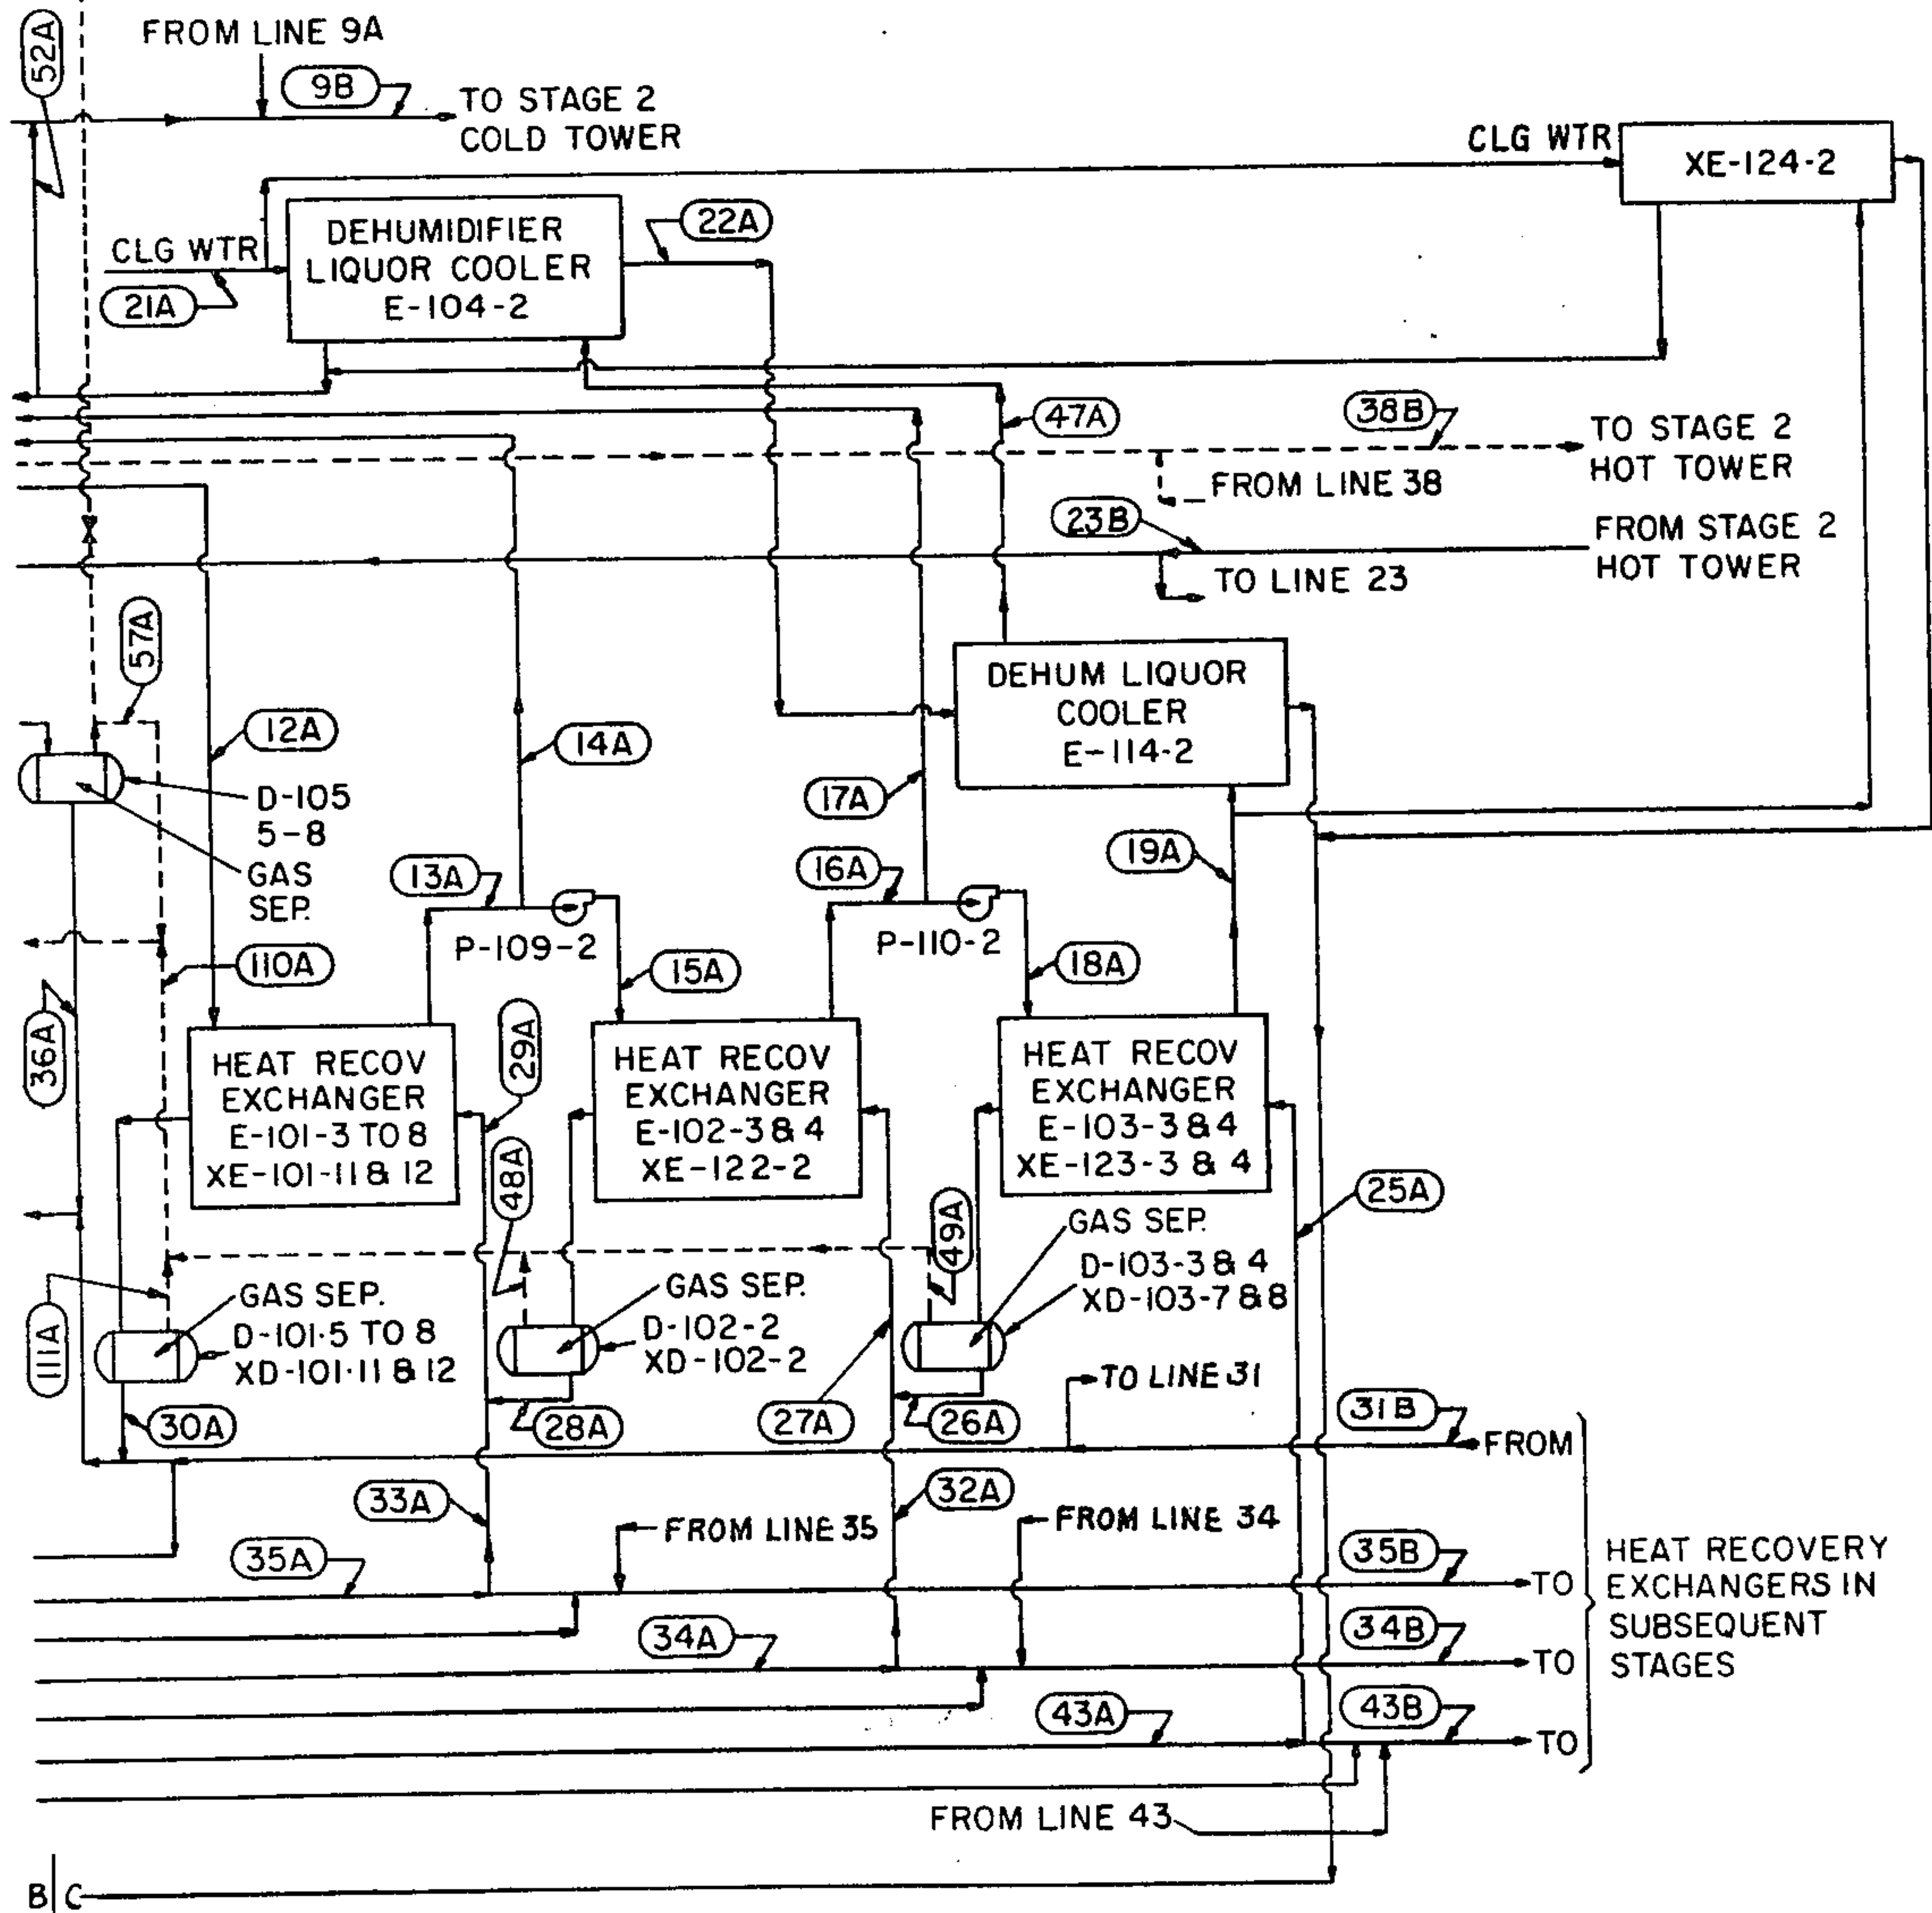 52A
FROM LINE 9A
9B
TO STAGE 2
COLD TOWER
CLG WTR
XE-124-2
CLG WTR
21A
DEHUMIDIFIER
LIQUOR COOLER
E-104-2
22A
47A
38B
TO STAGE 2
HOT TOWER
FROM LINE 38
23B
FROM STAGE 2
HOT TOWER
TO LINE 23
57A
12A
14A
17A
DEHUM LIQUOR
COOLER
E-114-2
D-105
5-8
GAS
SEP.
13A
P-109-2
16A
P-110-2
19A
110A
15A
18A
36A
29A
HEAT RECOV
EXCHANGER
E-101-3 TO 8
XE-101-11 & 12
HEAT RECOV
EXCHANGER
E-102-3 & 4
XE-122-2
HEAT RECOV
EXCHANGER
E-103-3 & 4
XE-123-3 & 4
48A
49A
25A
111A
GAS SEP.
D-101-5 TO 8
XD-101-11 & 12
GAS SEP.
D-102-2
XD-102-2
GAS SEP.
D-103-3 & 4
XD-103-7 & 8
30A
28A
27A
26A
TO LINE 31
31B
FROM
33A
32A
35A
FROM LINE 35
FROM LINE 34
35B
TO
34A
34B
TO
43A
43B
TO
HEAT RECOVERY
EXCHANGERS IN
SUBSEQUENT
STAGES
FROM LINE 43
B C